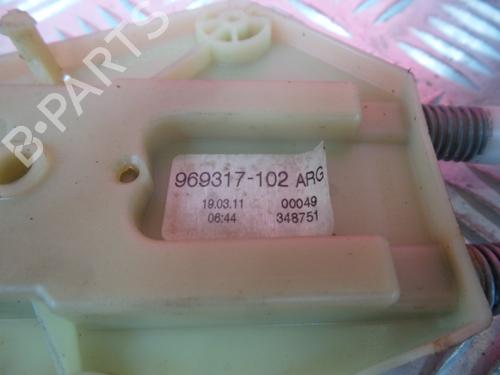 B-PARTS
969317-102 ARG
19.03.11 00049
06:44 348751